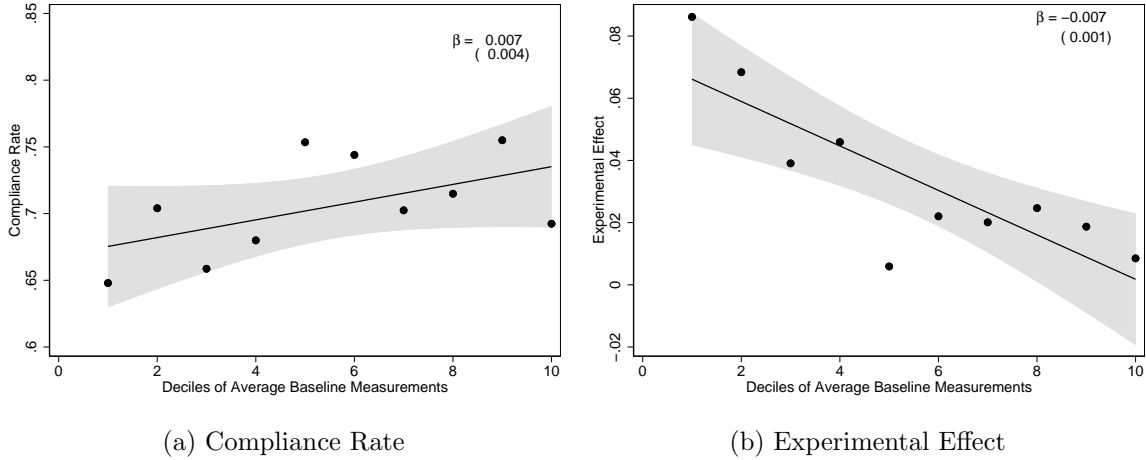 .85
.8
.75
.7
.65
.6
Compliance Rate
β = 0.007
( 0.004)
0 2 4 6 8 10
Deciles of Average Baseline Measurements
(a) Compliance Rate
.08
.06
.04
.02
0
-.02
Experimental Effect
β = −0.007
( 0.001)
0 2 4 6 8 10
Deciles of Average Baseline Measurements
(b) Experimental Effect